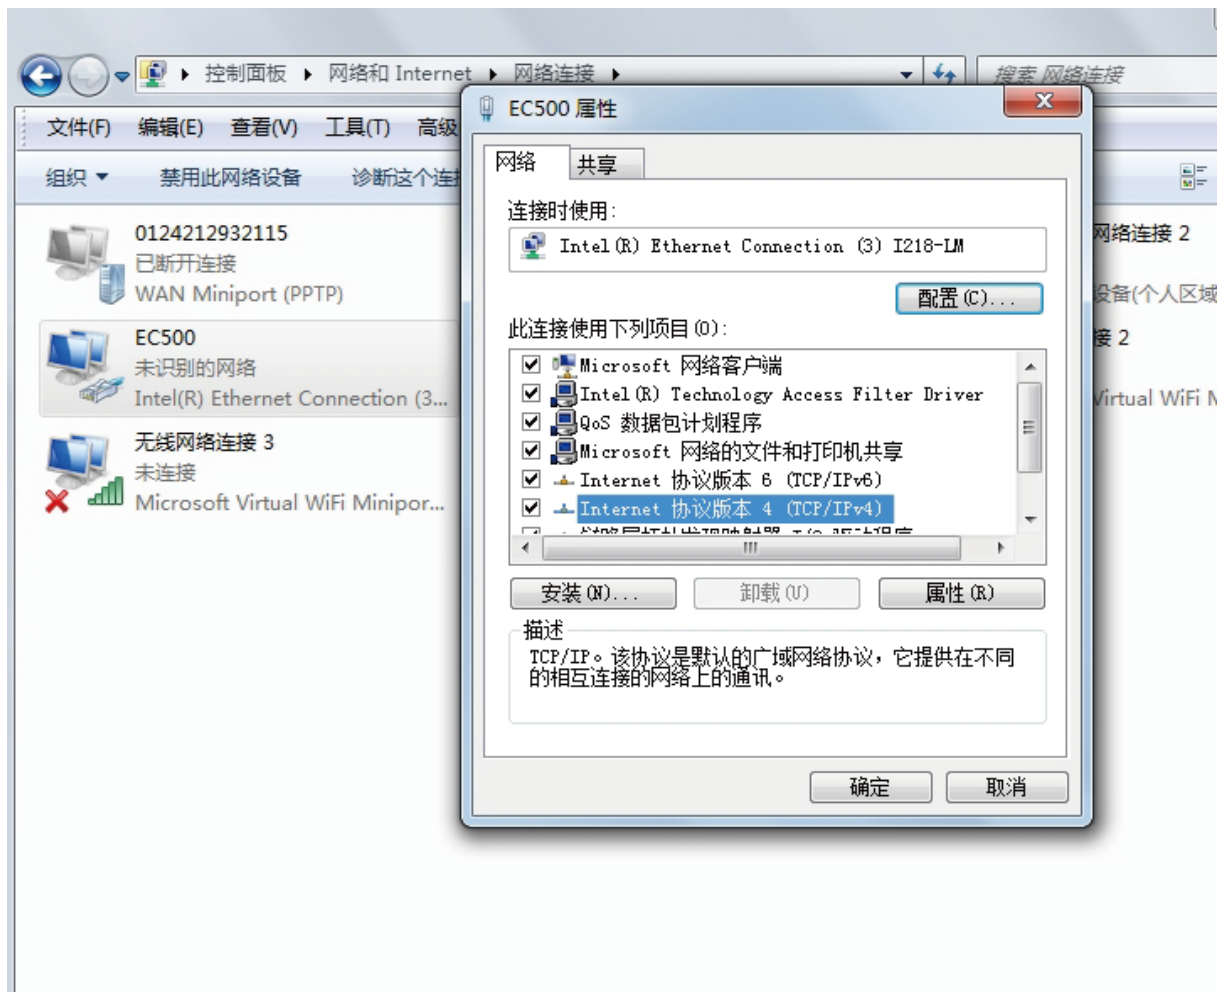 控制面板 ▸ 网络和 Internet ▸ 网络连接 ▸
搜索 网络连接
文件(F) 编辑(E) 查看(V) 工具(T) 高级
组织 禁用此网络设备 诊断这个连
0124212932115
已断开连接
WAN Miniport (PPTP)
EC500
未识别的网络
Intel(R) Ethernet Connection (3...
无线网络连接 3
未连接
Microsoft Virtual WiFi Minipor...
EC500 属性
网络 共享
连接时使用:
Intel(R) Ethernet Connection (3) I218-LM
配置(C)...
此连接使用下列项目(O):
Microsoft 网络客户端
Intel(R) Technology Access Filter Driver
QoS 数据包计划程序
Microsoft 网络的文件和打印机共享
Internet 协议版本 6 (TCP/IPv6)
Internet 协议版本 4 (TCP/IPv4)
安装(N)... 卸载(U) 属性(R)
描述
TCP/IP。该协议是默认的广域网络协议，它提供在不同
的相互连接的网络上的通讯。
确定 取消
网络连接 2
设备(个人区域
接 2
Virtual WiFi